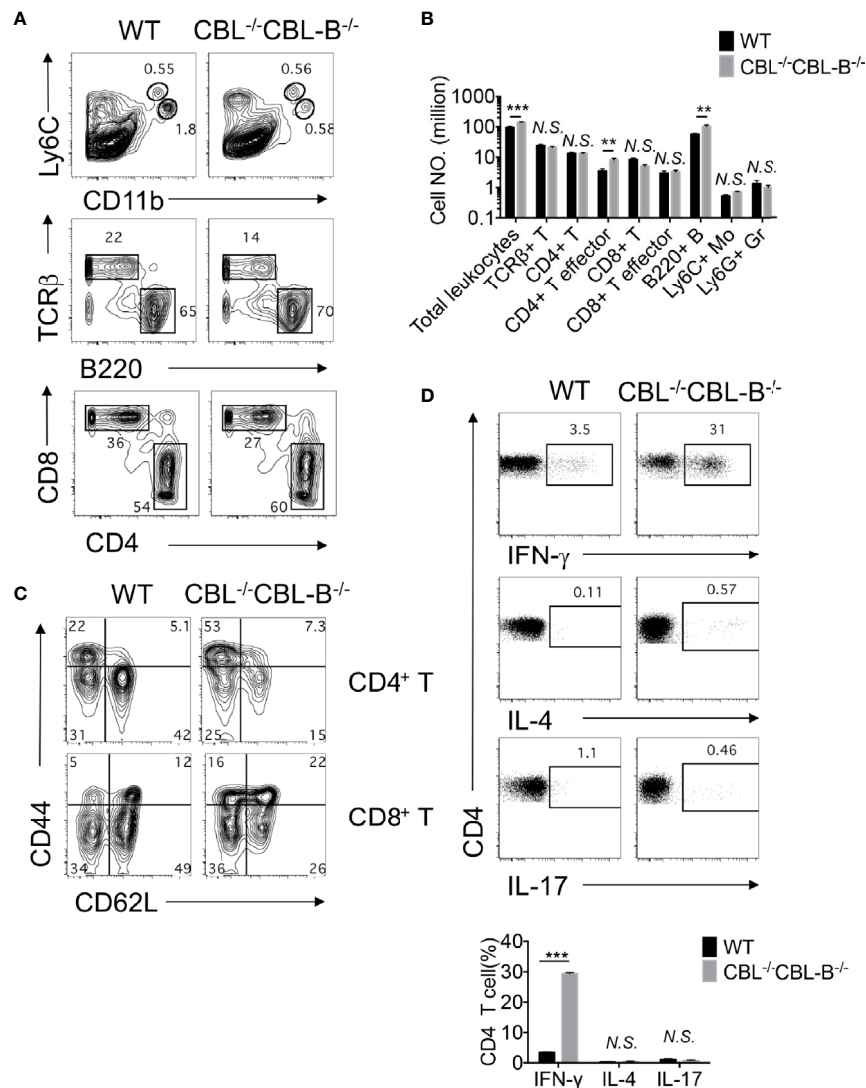 A
WT CBL-/-CBL-B-/-
0.55 0.56
1.8 0.58
Ly6C
CD11b
22 14
65 70
TCRβ
B220
36 27
54 60
CD8
CD4
B
WT
CBL-/-CBL-B-/-
Cell NO. (million)
1000
100
10
1
0.1
*** N.S. N.S. ** N.S. N.S. ** N.S. N.S.
Total leukocytes
TCRβ+ T
CD4+ T
CD4+ T effector
CD8+ T
CD8+ T effector
B220+ B
Ly6C+ Mo
Ly6G+ Gr
C
WT CBL-/-CBL-B-/-
22 5.1 53 7.3
31 42 25 15
CD4+ T
5 12 16 22
34 49 36 26
CD8+ T
CD44
CD62L
D
WT CBL-/-CBL-B-/-
3.5 31
IFN-γ
0.11 0.57
IL-4
1.1 0.46
IL-17
CD4
WT
CBL-/-CBL-B-/-
CD4 T cell(%)
40
30
20
10
0
*** N.S. N.S.
IFN-γ IL-4 IL-17